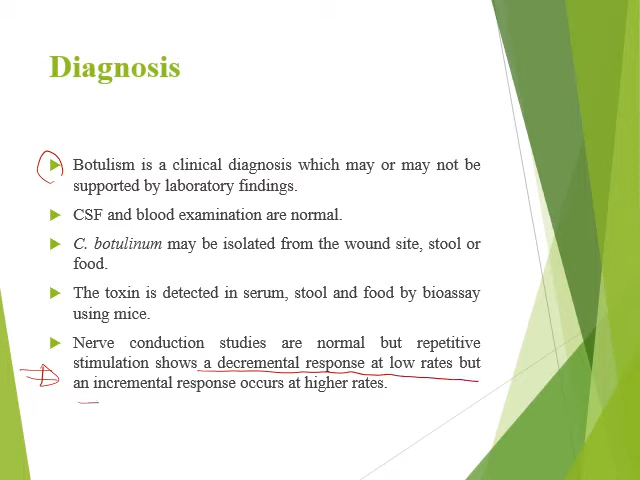 Diagnosis
Botulism is a clinical diagnosis which may or may not be
supported by laboratory findings.
CSF and blood examination are normal.
C. botulinum may be isolated from the wound site, stool or
food.
The toxin is detected in serum, stool and food by bioassay
using mice.
Nerve conduction studies are normal but repetitive
stimulation shows a decremental response at low rates but
an incremental response occurs at higher rates.